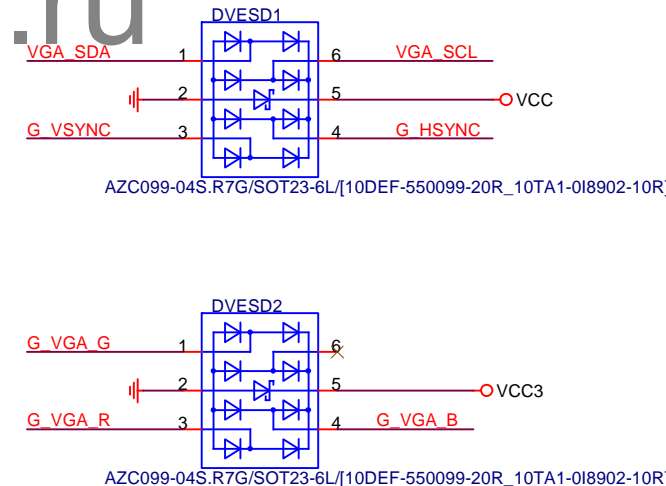 .ru
DVESD1
VGA_SDA 1 6 VGA_SCL
2 5 VCC
G_VSYNC 3 4 G_HSYNC
AZC099-04S.R7G/SOT23-6L/[10DEF-550099-20R_10TA1-0I8902-10R]
DVESD2
G_VGA_G 1 6
2 5 VCC3
G_VGA_R 3 4 G_VGA_B
AZC099-04S.R7G/SOT23-6L/[10DEF-550099-20R_10TA1-0I8902-10R]